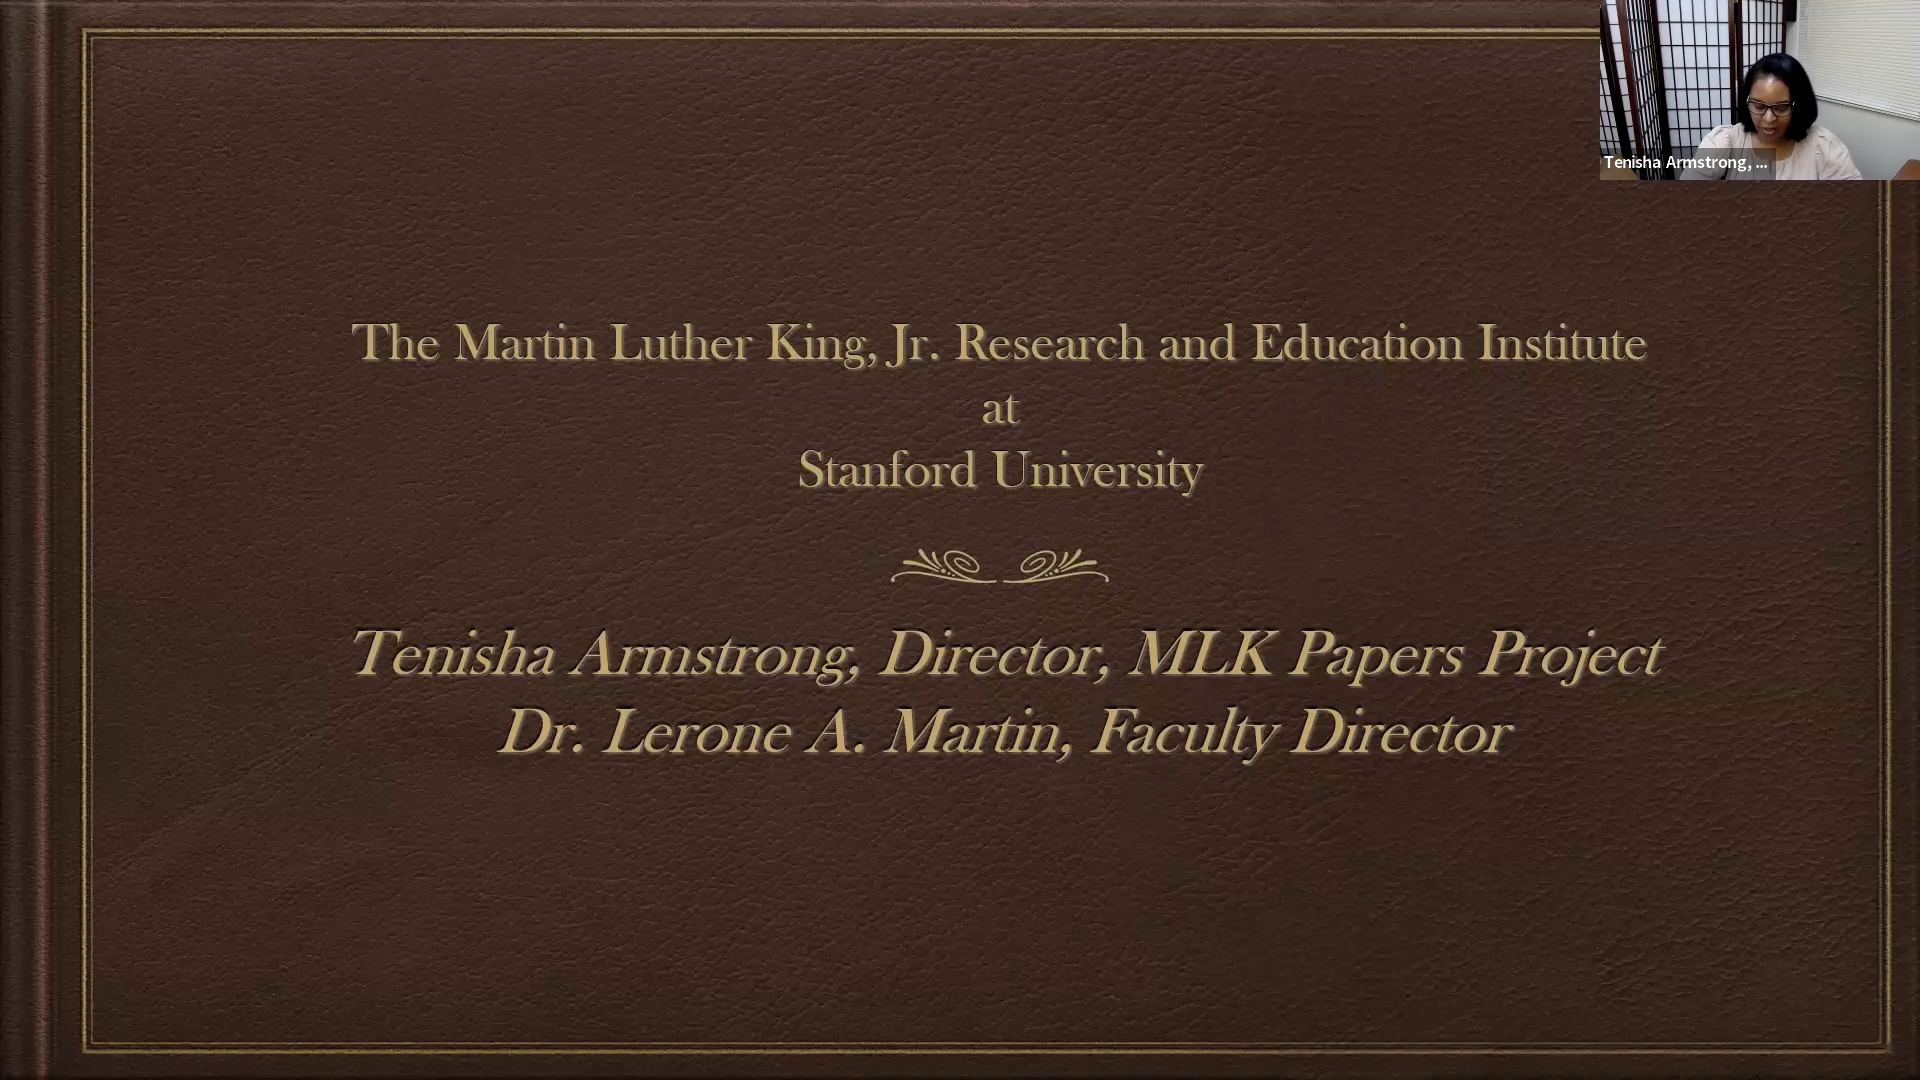 The Martin Luther King, Jr. Research and Education Institute
at
Stanford University
Tenisha Armstrong, Director, MLK Papers Project
Dr. Lerone A. Martin, Faculty Director
Tenisha Armstrong, ...